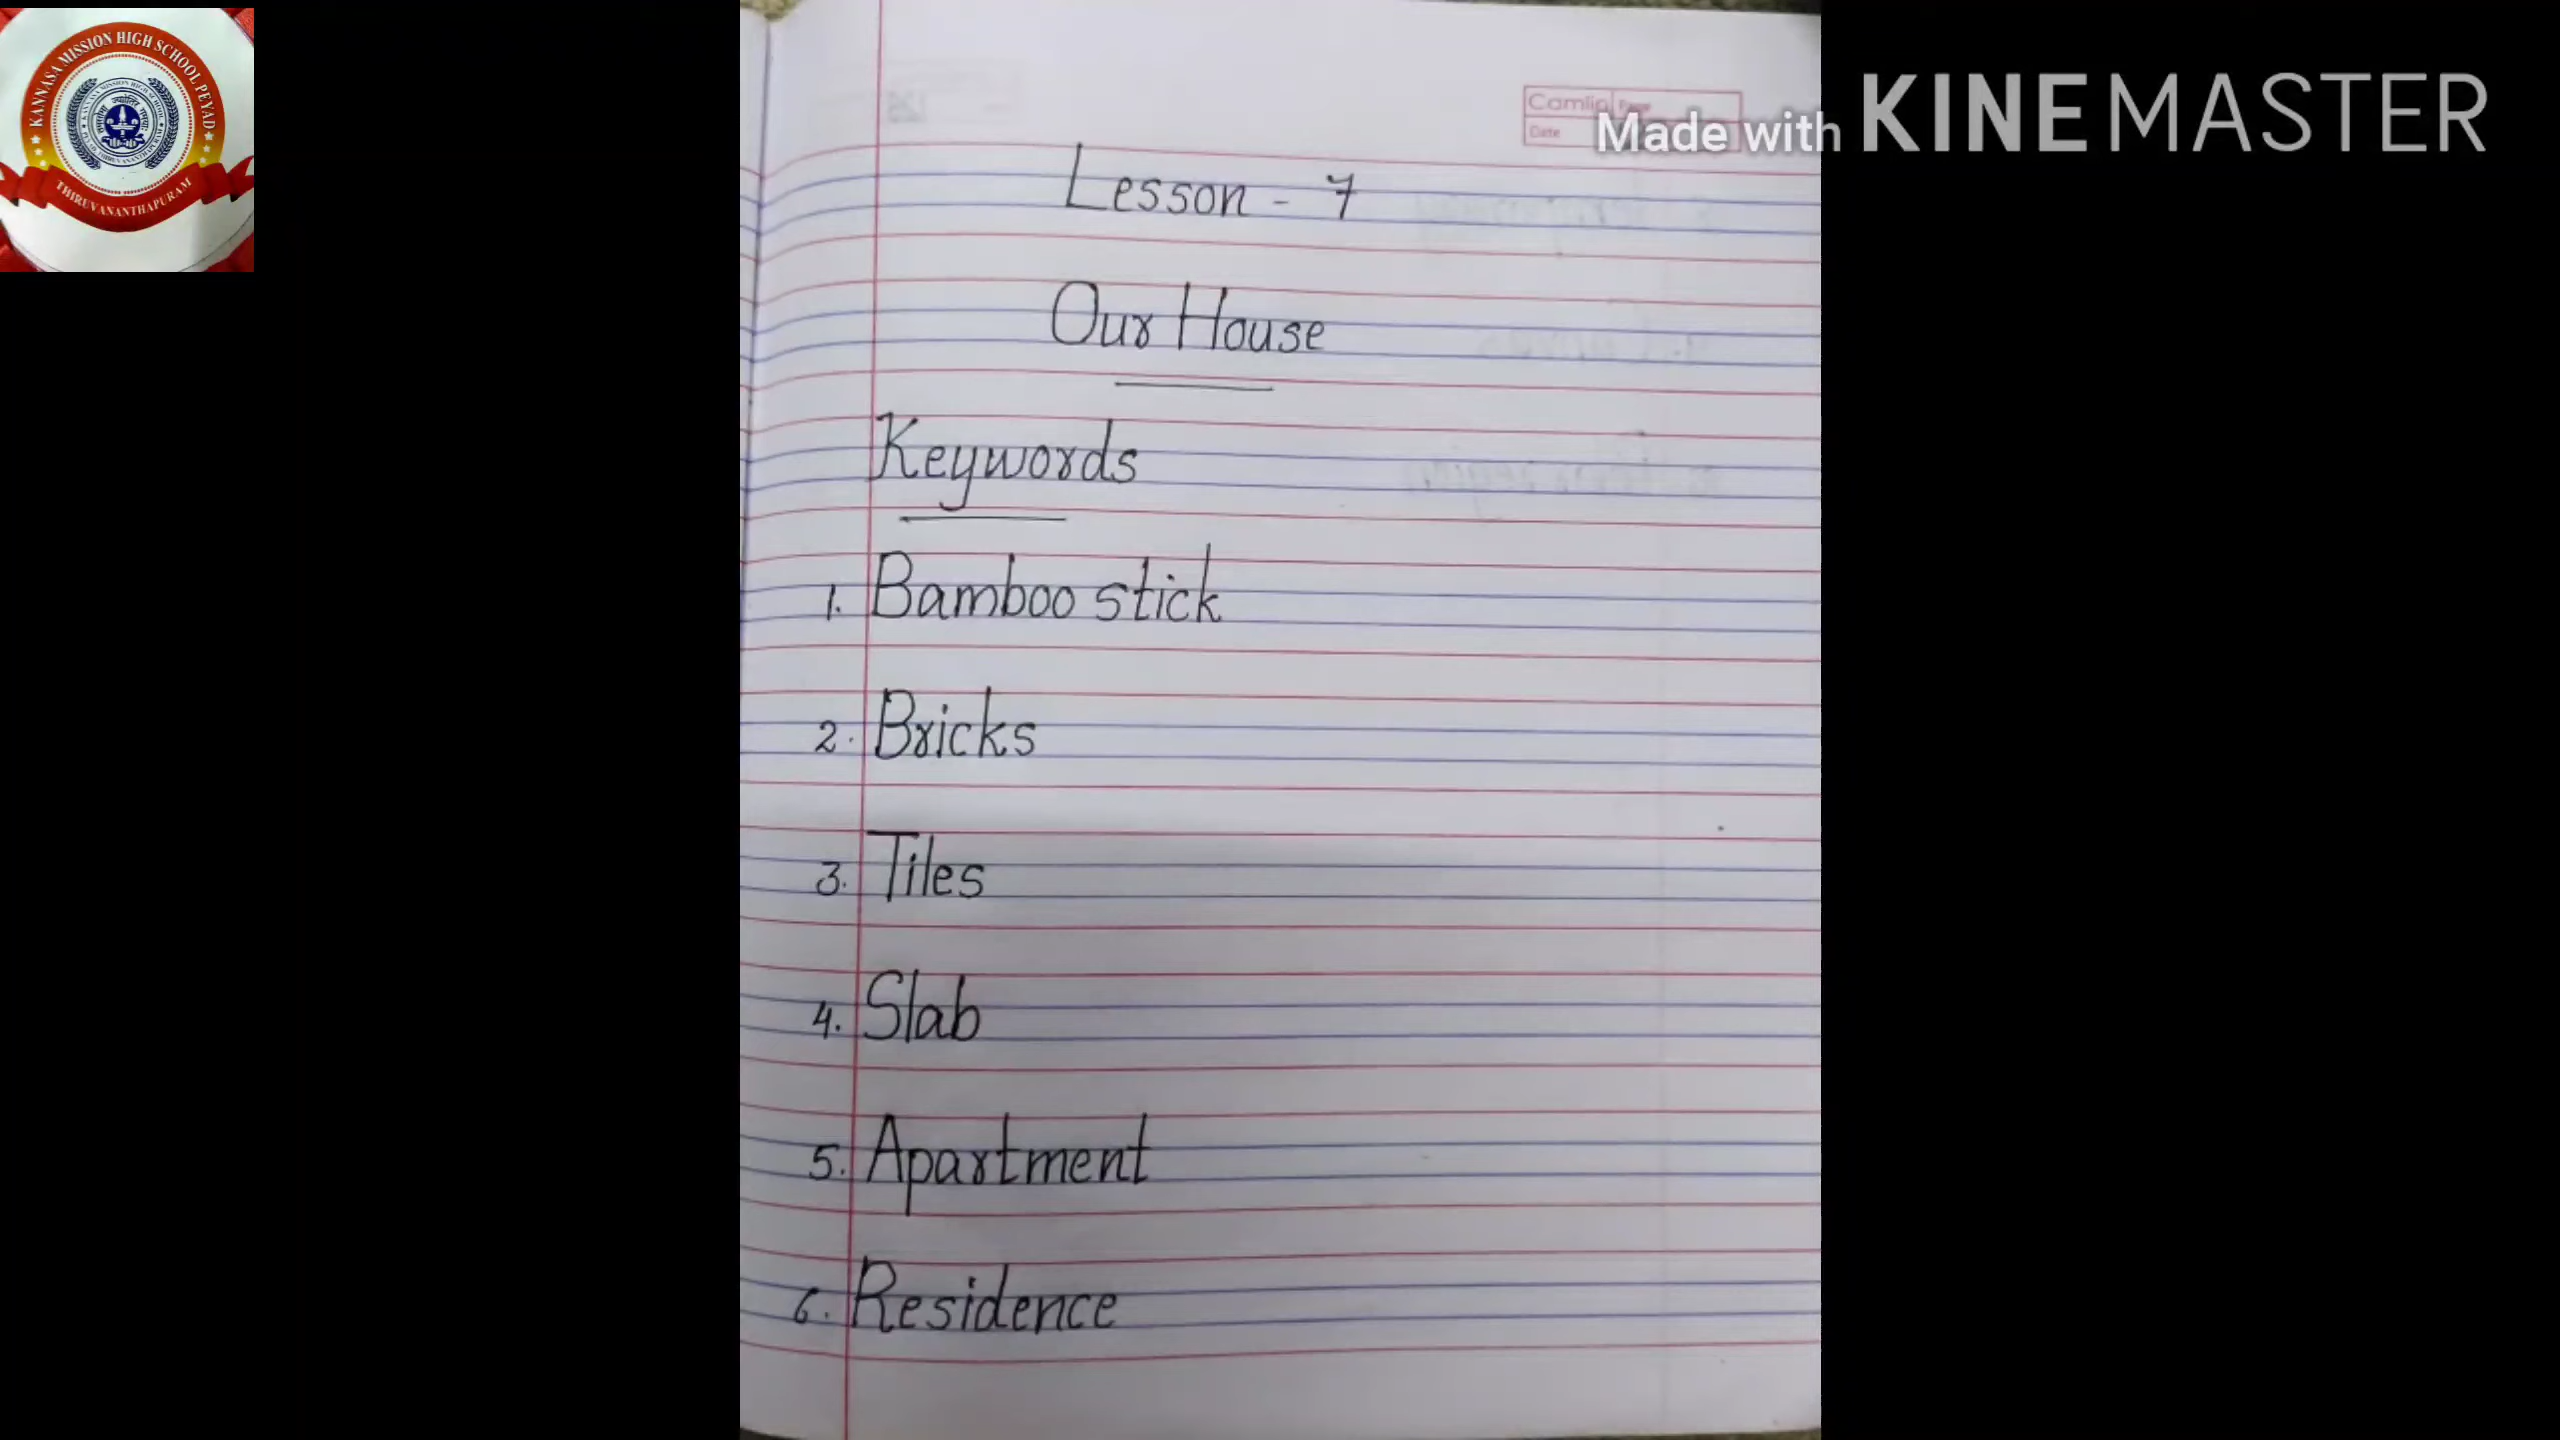 KANNASA MISSION HIGH SCHOOL PEYAD
THIRUVANANTHAPURAM
Made with KINEMASTER
Camlin Page
Date
Lesson - 7
Our House
Keywords
1. Bamboo stick
2. Bricks
3. Tiles
4. Slab
5. Apartment
6. Residence